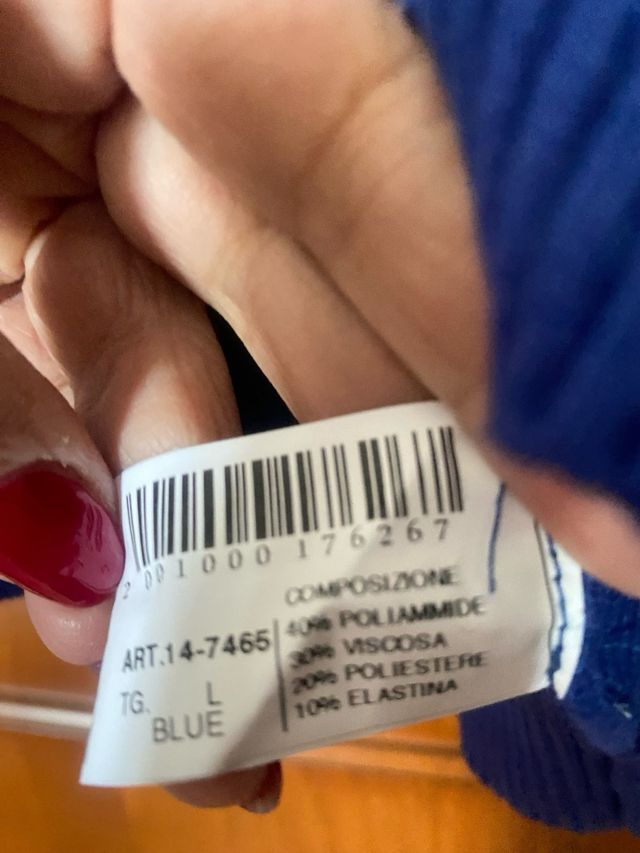 2 001000 176267
COMPOSIZIONE
40% POLIAMMIDE
30% VISCOSA
20% POLIESTERE
10% ELASTINA
ART.14-7465
TG. L
BLUE